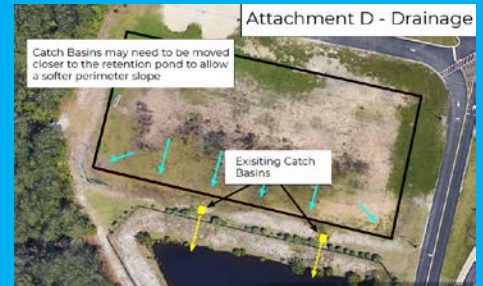 Attachment D - Drainage
Catch Basins may need to be moved
closer to the retention pond to allow
a softer perimeter slope
Exisiting Catch
Basins